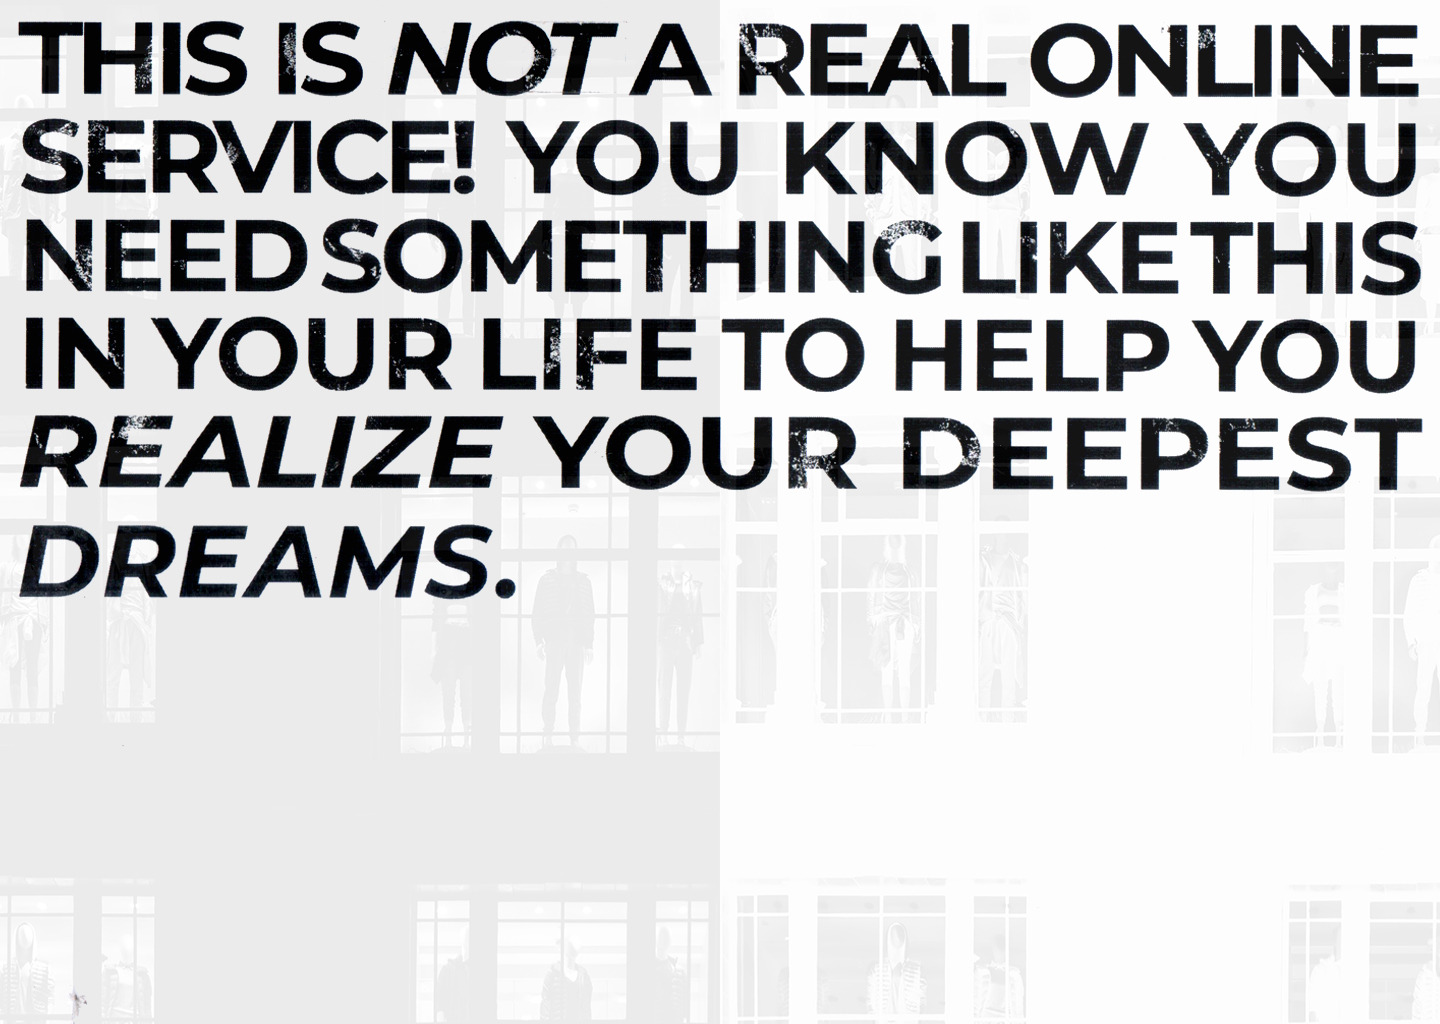 THIS IS NOT A REAL ONLINE
SERVICE! YOU KNOW YOU
NEED SOMETHING LIKE THIS
IN YOUR LIFE TO HELP YOU
REALIZE YOUR DEEPEST
DREAMS.